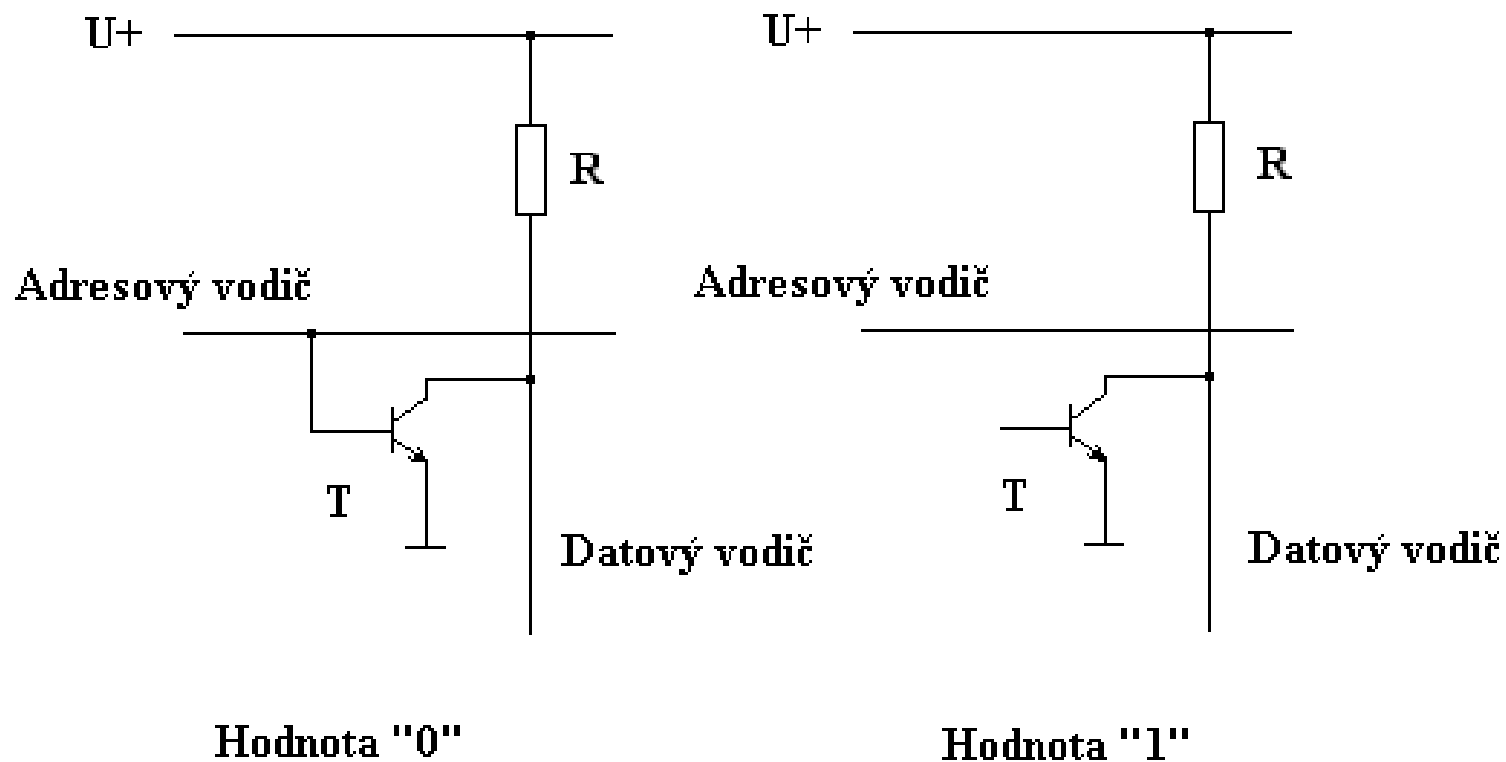 U+
R
Adresový vodič
T
Datový vodič
Hodnota "0"
U+
R
Adresový vodič
T
Datový vodič
Hodnota "1"